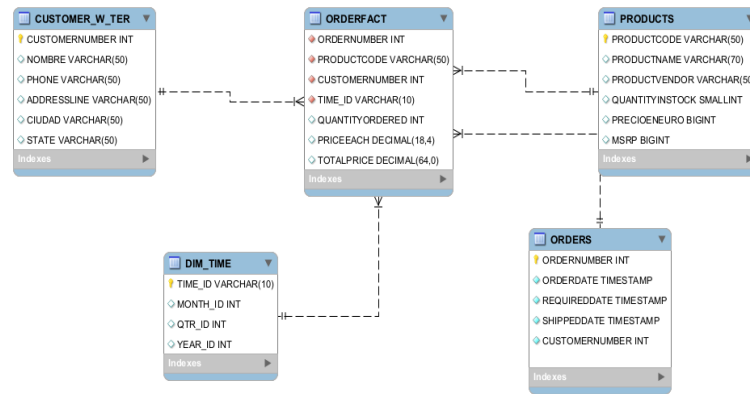 CUSTOMER_W_TER
CUSTOMERNUMBER INT
NOMBRE VARCHAR(50)
PHONE VARCHAR(50)
ADDRESSLINE VARCHAR(50)
CIUDAD VARCHAR(50)
STATE VARCHAR(50)
Indexes
ORDERFACT
ORDERNUMBER INT
PRODUCTCODE VARCHAR(50)
CUSTOMERNUMBER INT
TIME_ID VARCHAR(10)
QUANTITYORDERED INT
PRICEEACH DECIMAL(18,4)
TOTALPRICE DECIMAL(64,0)
Indexes
PRODUCTS
PRODUCTCODE VARCHAR(50)
PRODUCTNAME VARCHAR(70)
PRODUCTVENDOR VARCHAR(50
QUANTITYINSTOCK SMALLINT
PRECIOENEURO BIGINT
MSRP BIGINT
Indexes
DIM_TIME
TIME_ID VARCHAR(10)
MONTH_ID INT
QTR_ID INT
YEAR_ID INT
Indexes
ORDERS
ORDERNUMBER INT
ORDERDATE TIMESTAMP
REQUIREDDATE TIMESTAMP
SHIPPEDDATE TIMESTAMP
CUSTOMERNUMBER INT
Indexes